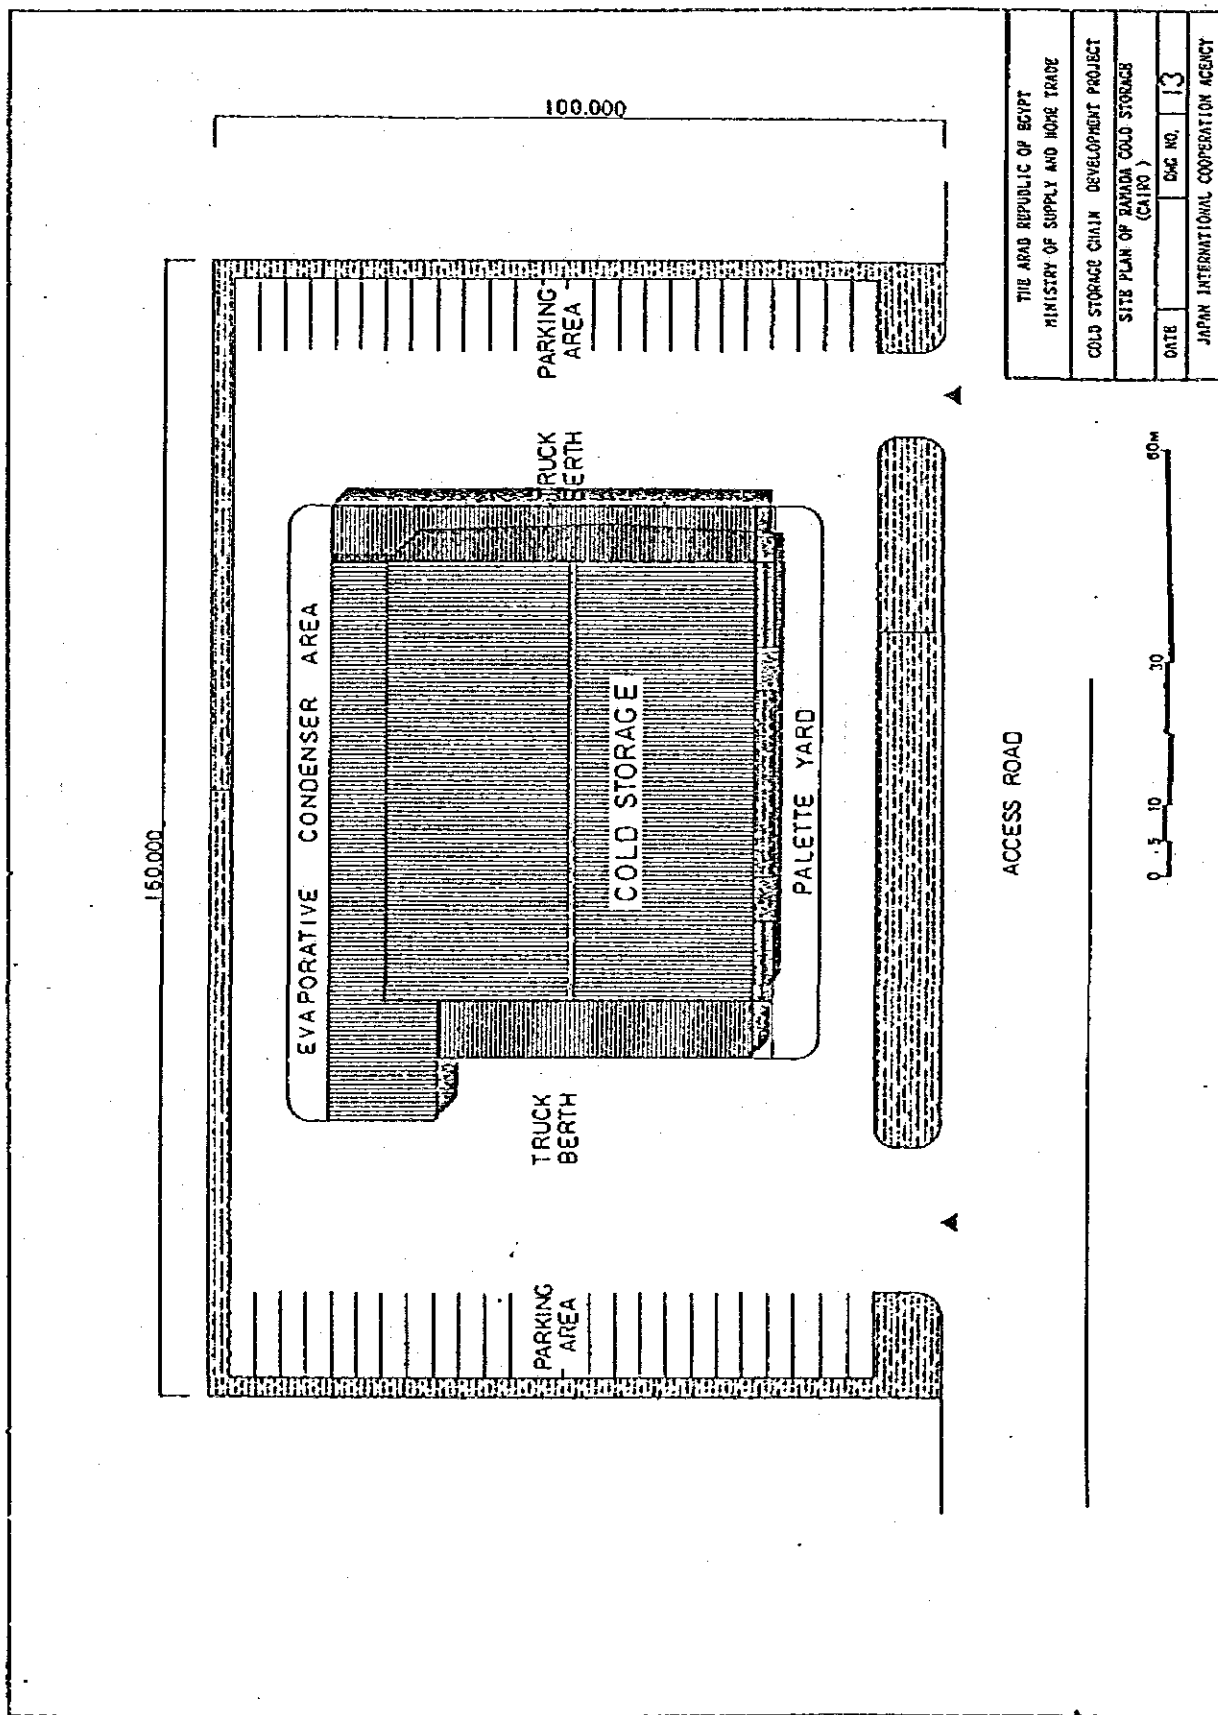 160.000
100.000
EVAPORATIVE CONDENSER AREA
PARKING
AREA
TRUCK
BERTH
COLD STORAGE
RUCK
BERTH
PARKING
AREA
PALETTE YARD
ACCESS ROAD
0 5 10 30 60M
THE ARAB REPUBLIC OF EGYPT
MINISTRY OF SUPPLY AND HOME TRADE
COLD STORAGE CHAIN DEVELOPMENT PROJECT
SITE PLAN OF RAMADA COLD STORAGE
(CAIRO)
DATE DWG NO. 13
JAPAN INTERNATIONAL COOPERATION AGENCY